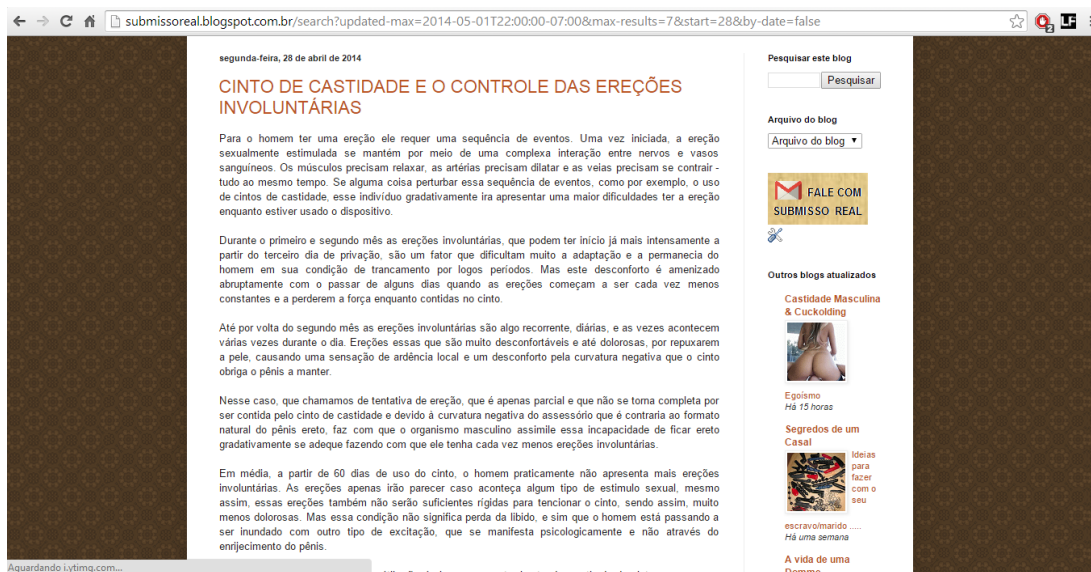 submissoreal.blogspot.com.br/search?updated-max=2014-05-01T22:00:00-07:00&max-results=7&start=28&by-date=false
2
LF
segunda-feira, 28 de abril de 2014
CINTO DE CASTIDADE E O CONTROLE DAS EREÇÕES
INVOLUNTÁRIAS
Para o homem ter uma ereção ele requer uma sequência de eventos. Uma vez iniciada, a ereção
sexualmente estimulada se mantém por meio de uma complexa interação entre nervos e vasos
sanguíneos. Os músculos precisam relaxar, as artérias precisam dilatar e as veias precisam se contrair -
tudo ao mesmo tempo. Se alguma coisa perturbar essa sequência de eventos, como por exemplo, o uso
de cintos de castidade, esse indivíduo gradativamente ira apresentar uma maior dificuldades ter a ereção
enquanto estiver usado o dispositivo.
Durante o primeiro e segundo mês as ereções involuntárias, que podem ter início já mais intensamente a
partir do terceiro dia de privação, são um fator que dificultam muito a adaptação e a permanecia do
homem em sua condição de trancamento por logos períodos. Mas este desconforto é amenizado
abruptamente com o passar de alguns dias quando as ereções começam a ser cada vez menos
constantes e a perderem a força enquanto contidas no cinto.
Até por volta do segundo mês as ereções involuntárias são algo recorrente, diárias, e as vezes acontecem
várias vezes durante o dia. Ereções essas que são muito desconfortáveis e até dolorosas, por repuxarem
a pele, causando uma sensação de ardência local e um desconforto pela curvatura negativa que o cinto
obriga o pênis a manter.
Nesse caso, que chamamos de tentativa de ereção, que é apenas parcial e que não se torna completa por
ser contida pelo cinto de castidade e devido à curvatura negativa do assessório que é contraria ao formato
natural do pênis ereto, faz com que o organismo masculino assimile essa incapacidade de ficar ereto
gradativamente se adeque fazendo com que ele tenha cada vez menos ereções involuntárias.
Em média, a partir de 60 dias de uso do cinto, o homem praticamente não apresenta mais ereções
involuntárias. As ereções apenas irão parecer caso aconteça algum tipo de estimulo sexual, mesmo
assim, essas ereções também não serão suficientes rígidas para tencionar o cinto, sendo assim, muito
menos dolorosas. Mas essa condição não significa perda da libido, e sim que o homem está passando a
ser inundado com outro tipo de excitação, que se manifesta psicologicamente e não através do
enrijecimento do pênis.
Aguardando i.ytimg.com...
Pesquisar este blog
Pesquisar
Arquivo do blog
Arquivo do blog
FALE COM
SUBMISSO REAL
Outros blogs atualizados
Castidade Masculina
& Cuckolding
Egoísmo
Há 15 horas
Segredos de um
Casal
Ideias
para
fazer
com o
seu
escravo/marido .....
Há uma semana
A vida de uma
Domme